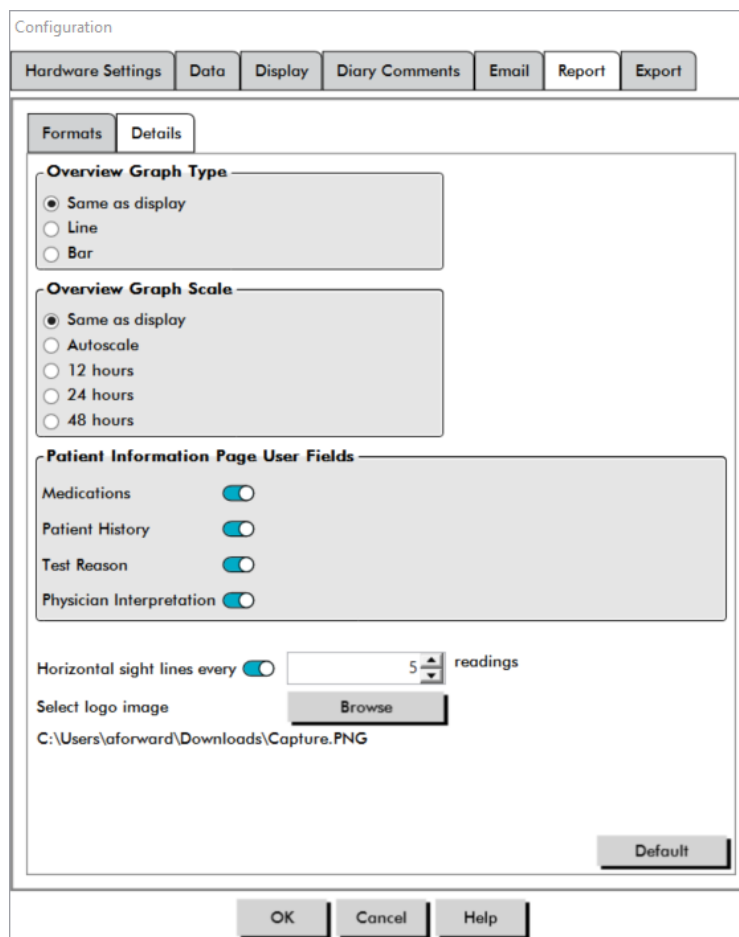 Configuration
Hardware Settings Data Display Diary Comments Email Report Export
Formats Details
Overview Graph Type
Same as display
Line
Bar
Overview Graph Scale
Same as display
Autoscale
12 hours
24 hours
48 hours
Patient Information Page User Fields
Medications
Patient History
Test Reason
Physician Interpretation
Horizontal sight lines every 5 readings
Select logo image Browse
C:\Users\aforward\Downloads\Capture.PNG
Default
OK Cancel Help